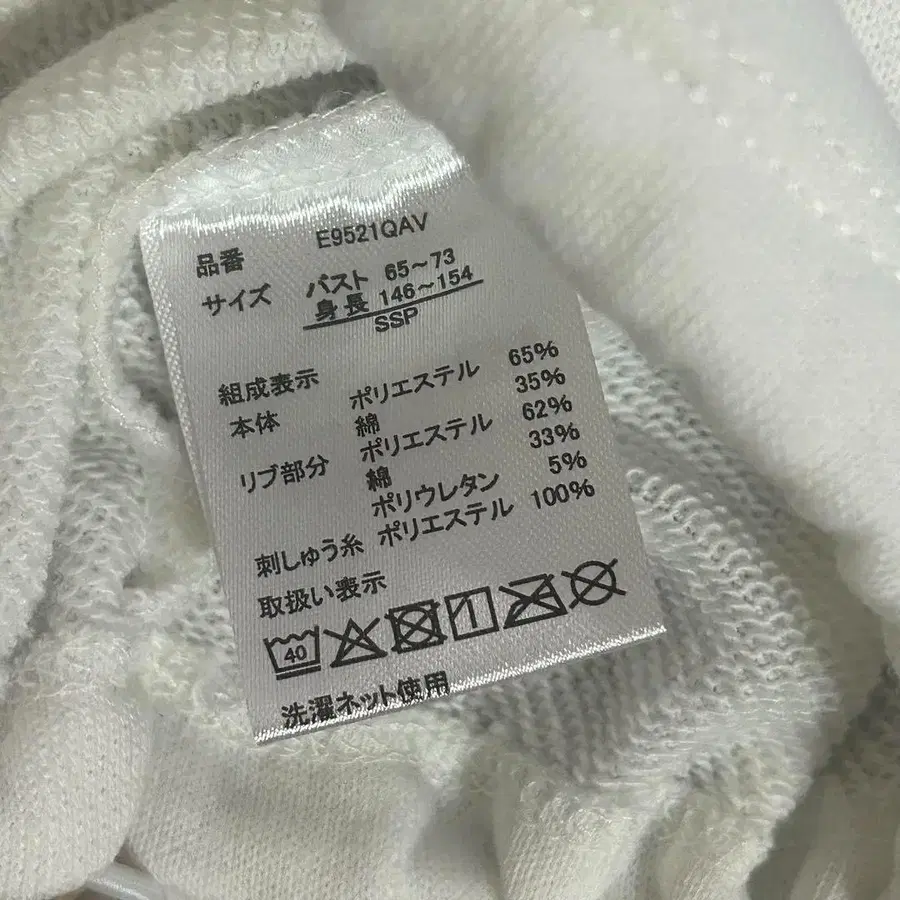 品番 E9521QAV
サイズ バスト 65～73
身長 146～154
SSP
組成表示
本体 ポリエステル 65%
綿 35%
リブ部分 ポリエステル 62%
綿 33%
ポリウレタン 5%
刺しゅう糸 ポリエステル 100%
取扱い表示
40
洗濯ネット使用